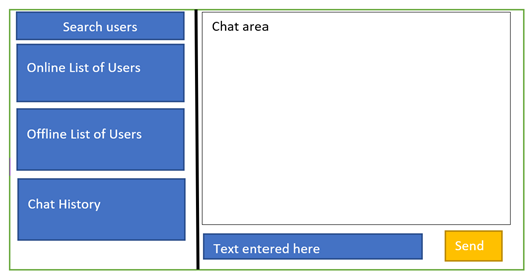 Search users
Online List of Users
Offline List of Users
Chat History
Chat area
Text entered here
Send